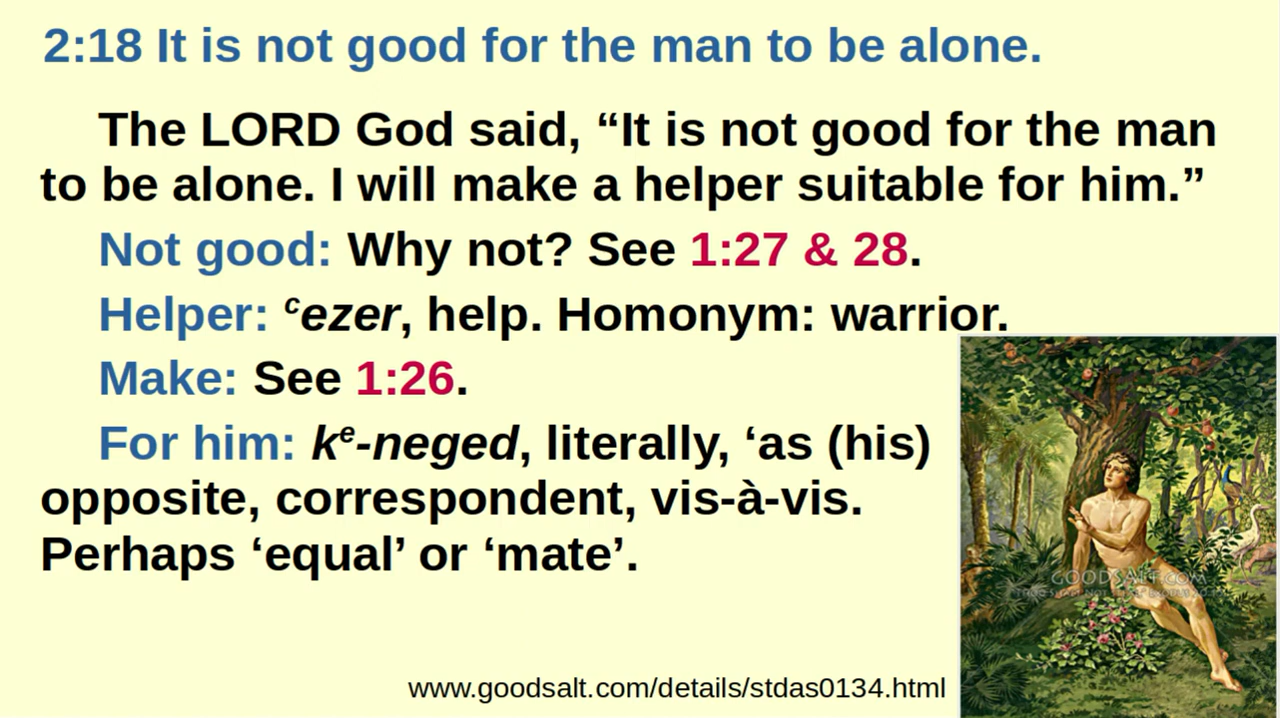 2:18 It is not good for the man to be alone.
The LORD God said, “It is not good for the man
to be alone. I will make a helper suitable for him.”
Not good: Why not? See 1:27 & 28.
Helper: ᶜezer, help. Homonym: warrior.
Make: See 1:26.
For him: kᵉ-neged, literally, ‘as (his)
opposite, correspondent, vis-à-vis.
Perhaps ‘equal’ or ‘mate’.
GOODSALT.COM
www.goodsalt.com/details/stdas0134.html